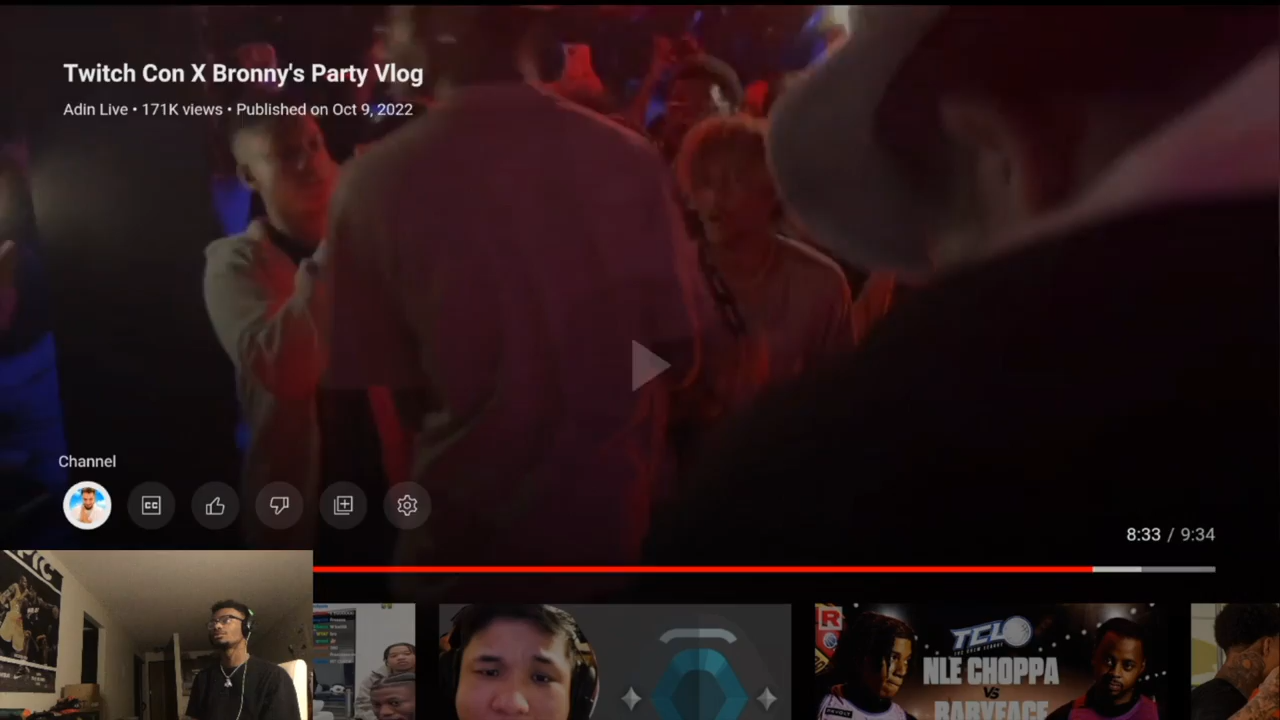 Twitch Con X Bronny's Party Vlog
Adin Live • 171K views • Published on Oct 9, 2022
Channel
CC
8:33 / 9:34
R
TCL
NLE CHOPPA
VS
BABYFACE